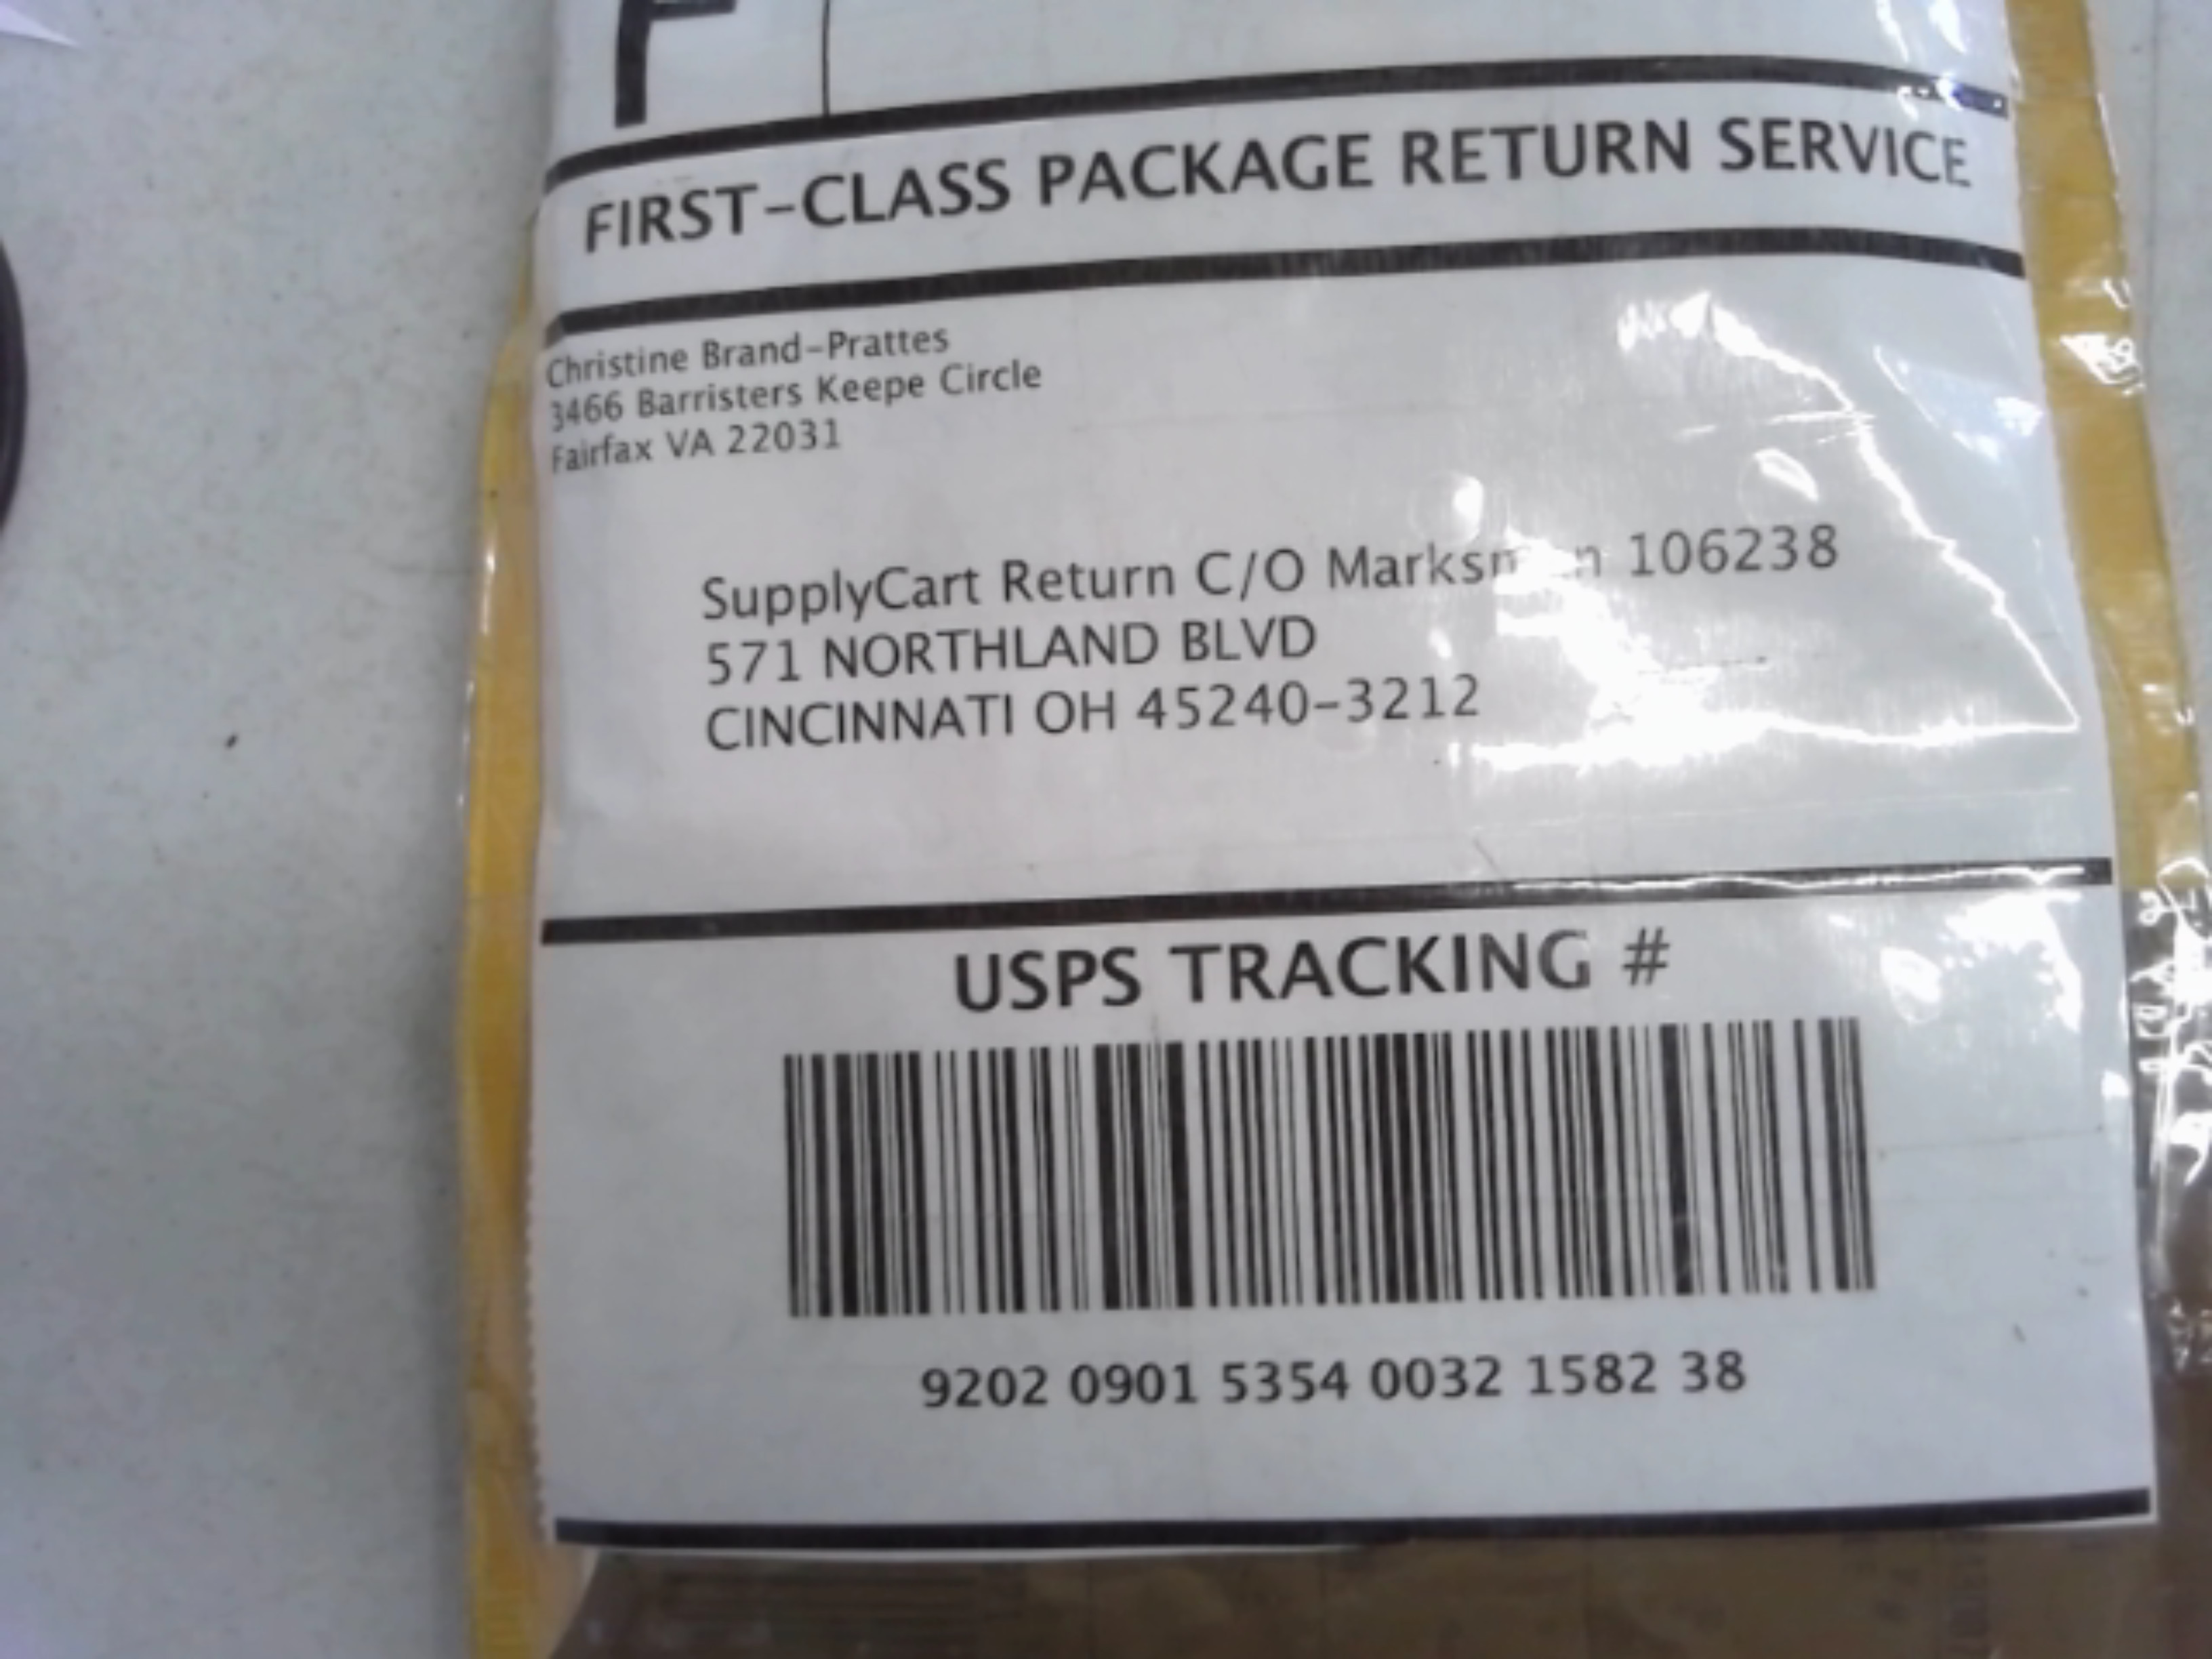 F
FIRST-CLASS PACKAGE RETURN SERVICE
Christine Brand-Prattes
3466 Barristers Keepe Circle
Fairfax VA 22031
SupplyCart Return C/O 106238
571 NORTHLAND BLVD
CINCINNATI OH 45240-3212
USPS TRACKING #
9202 0901 5354 0032 1582 38